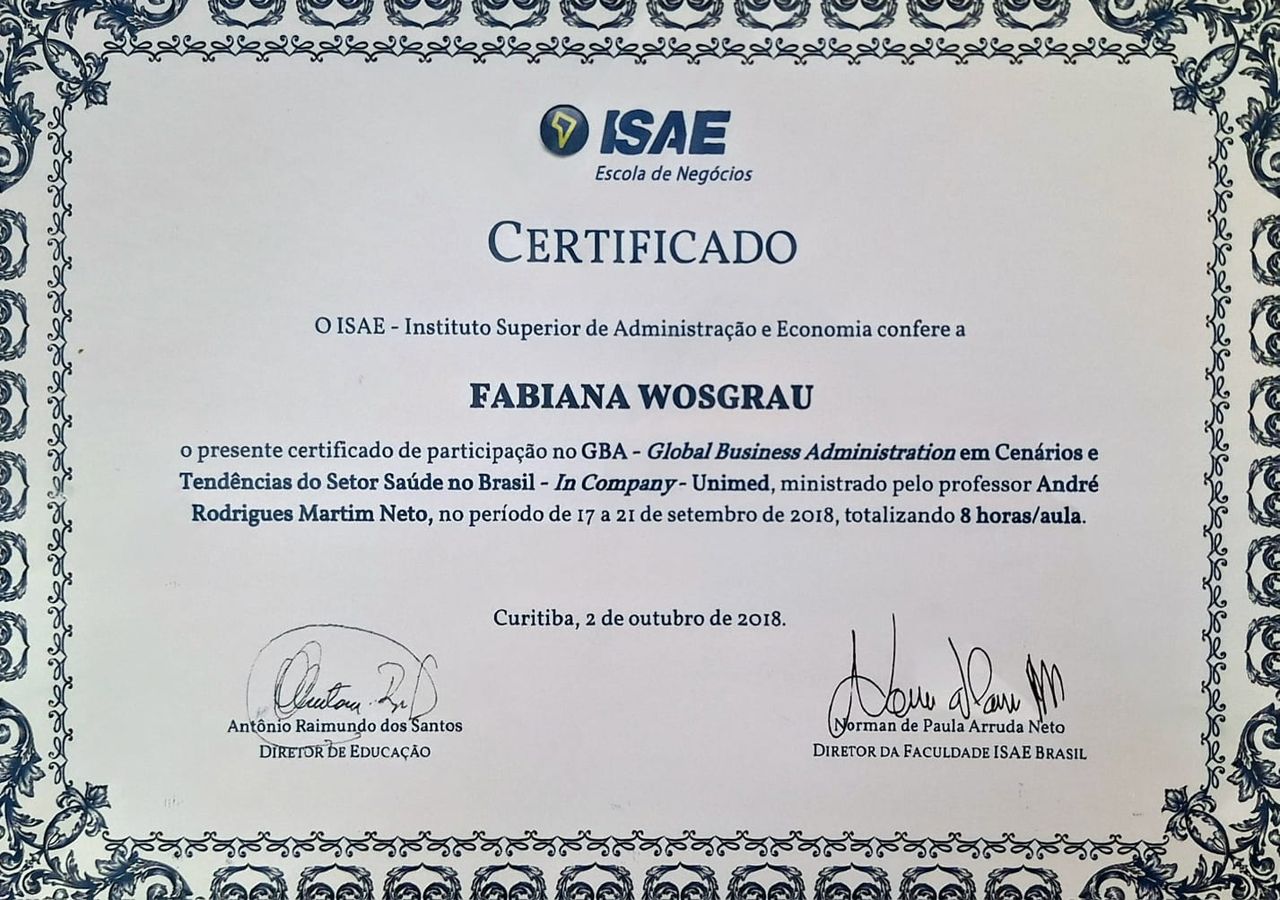 ISAE
Escola de Negócios
CERTIFICADO
O ISAE - Instituto Superior de Administração e Economia confere a
FABIANA WOSGRAU
o presente certificado de participação no GBA - Global Business Administration em Cenários e
Tendências do Setor Saúde no Brasil - In Company - Unimed, ministrado pelo professor André
Rodrigues Martim Neto, no período de 17 a 21 de setembro de 2018, totalizando 8 horas/aula.
Curitiba, 2 de outubro de 2018.
Antônio Raimundo dos Santos
DIRETOR DE EDUCAÇÃO
Norman de Paula Arruda Neto
DIRETOR DA FACULDADE ISAE BRASIL